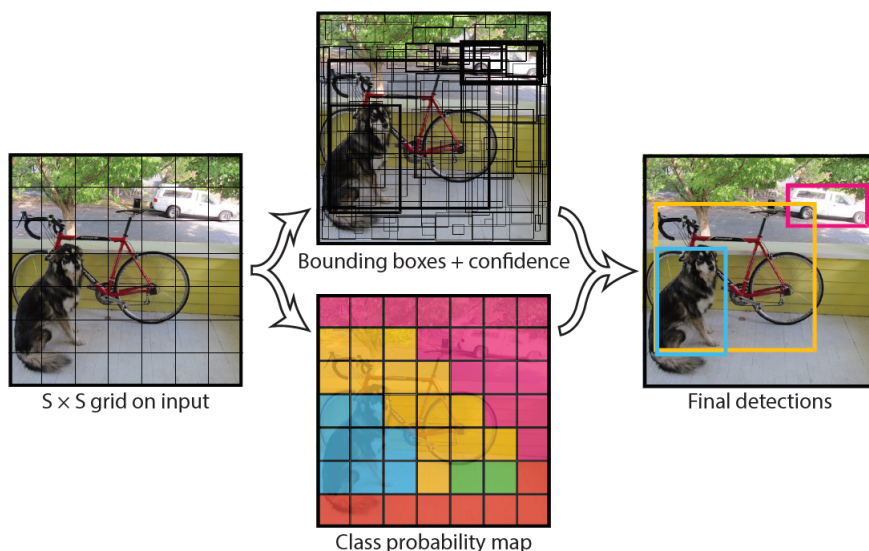 Bounding boxes + confidence
S × S grid on input
Final detections
Class probability map